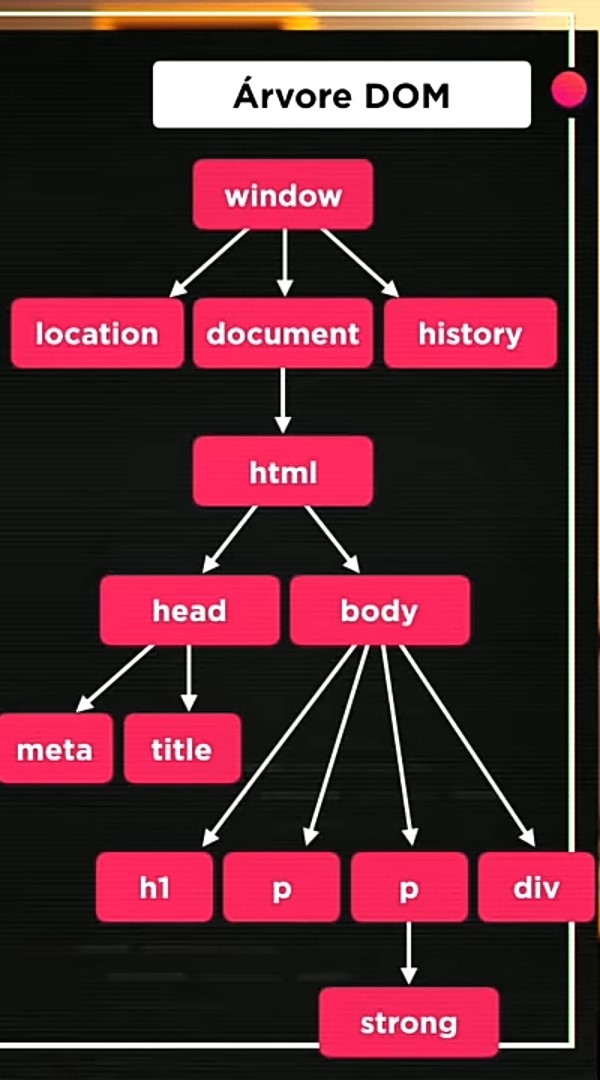 Árvore DOM
window
location
document
history
html
head
body
meta
title
h1
p
p
div
strong